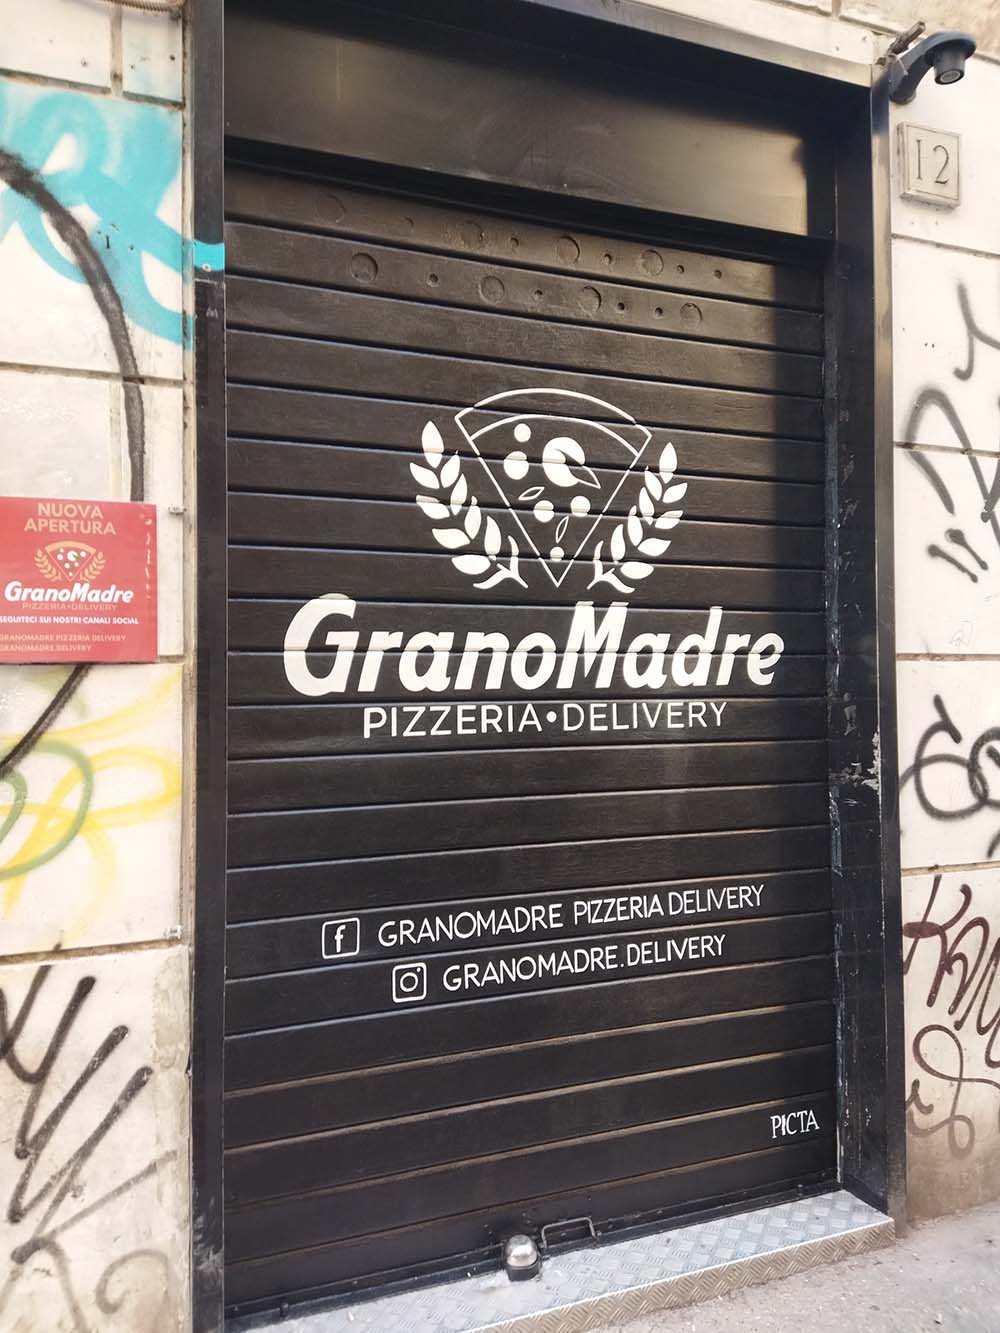 12
NUOVA
APERTURA
GranoMadre
PIZZERIA•DELIVERY
SEGUITECI SUI NOSTRI CANALI SOCIAL
GRANOMADRE PIZZERIA DELIVERY
GRANOMADRE.DELIVERY
GranoMadre
PIZZERIA•DELIVERY
f GRANOMADRE PIZZERIA DELIVERY
GRANOMADRE.DELIVERY
PICTA